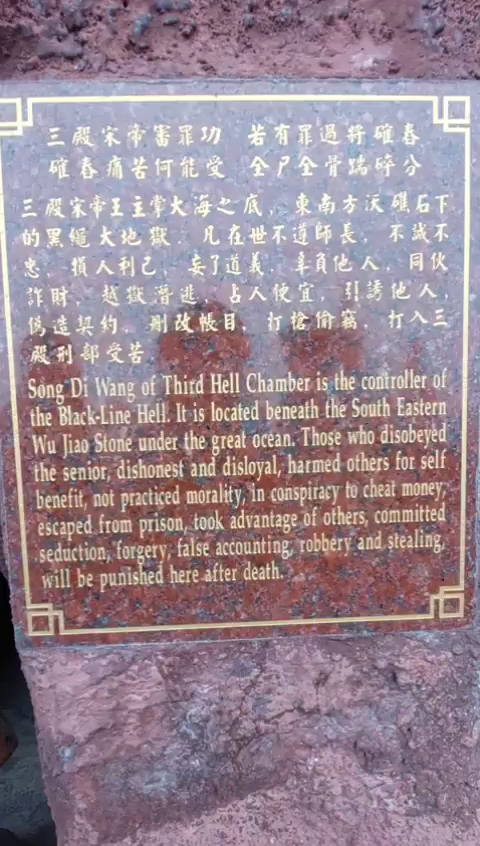 三殿宋帝審罪功 若有罪過將確舂
確舂痛苦何能受 全尸全骨踹碎分
三殿宋帝王主掌大海之底，東南方沃礁石下
的黑繩大地獄．凡在世不遵師長，不誠不
忠，損人利己，妄了道義，辜負他人，同伙
詐財，越獄潛逃，占人便宜，引誘他人，
偽造契約，刪改帳目，打搶偷竊，打入三
殿刑部受苦．
Song Di Wang of Third Hell Chamber is the controller of
the Black-Line Hell. It is located beneath the South Eastern
Wu Jiao Stone under the great ocean. Those who disobeyed
the senior, dishonest and disloyal, harmed others for self
benefit, not practiced morality, in conspiracy to cheat money,
escaped from prison, took advantage of others, committed
seduction, forgery, false accounting, robbery and stealing,
will be punished here after death.